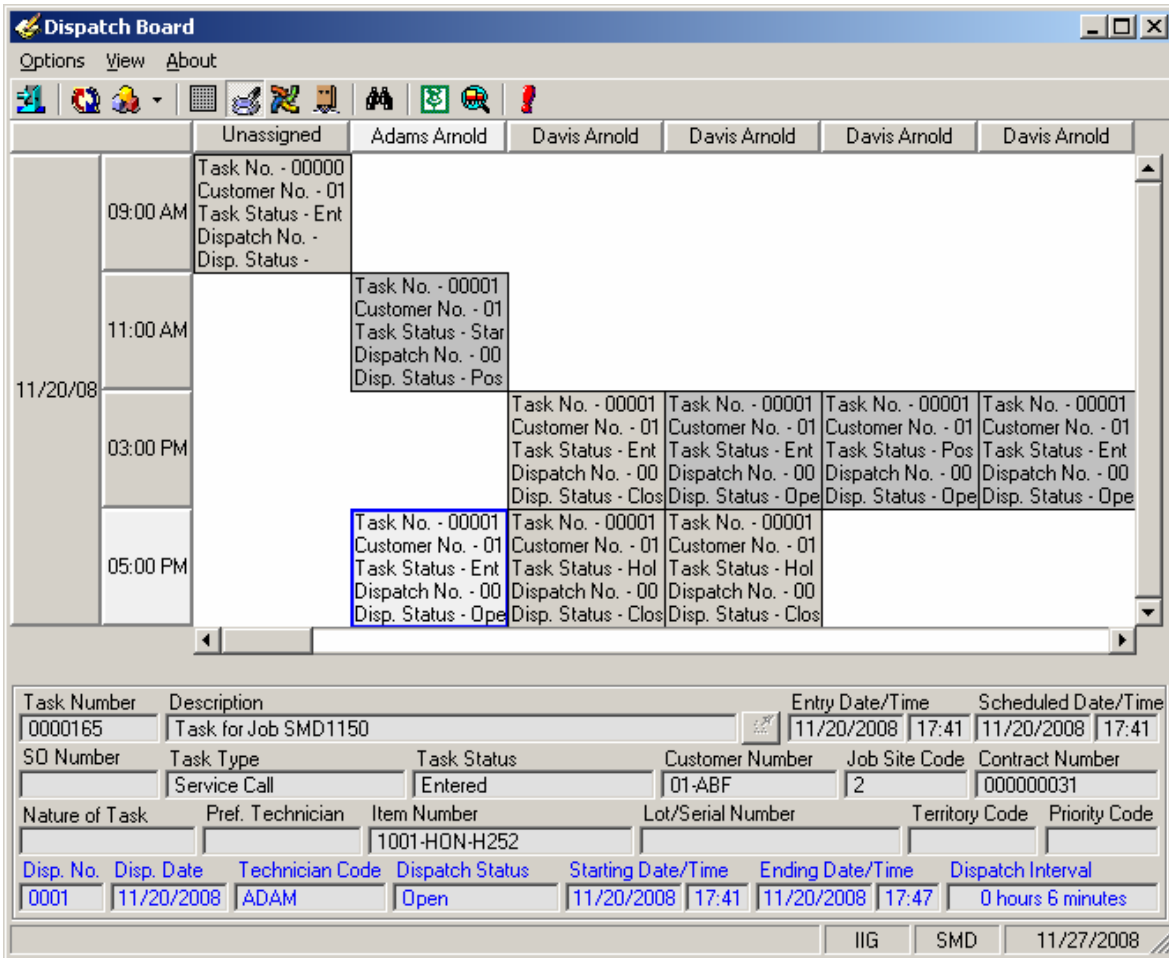 Dispatch Board
Options View About
Unassigned Adams Arnold Davis Arnold Davis Arnold Davis Arnold Davis Arnold
11/20/08
09:00 AM
Task No. - 00000
Customer No. - 01
Task Status - Ent
Dispatch No. -
Disp. Status -
11:00 AM
Task No. - 00001
Customer No. - 01
Task Status - Star
Dispatch No. - 00
Disp. Status - Pos
03:00 PM
Task No. - 00001 Task No. - 00001 Task No. - 00001 Task No. - 00001
Customer No. - 01 Customer No. - 01 Customer No. - 01 Customer No. - 01
Task Status - Ent Task Status - Ent Task Status - Pos Task Status - Ent
Dispatch No. - 00 Dispatch No. - 00 Dispatch No. - 00 Dispatch No. - 00
Disp. Status - Clos Disp. Status - Ope Disp. Status - Ope Disp. Status - Ope
05:00 PM
Task No. - 00001 Task No. - 00001 Task No. - 00001
Customer No. - 01 Customer No. - 01 Customer No. - 01
Task Status - Ent Task Status - Hol Task Status - Hol
Dispatch No. - 00 Dispatch No. - 00 Dispatch No. - 00
Disp. Status - Ope Disp. Status - Clos Disp. Status - Clos
Task Number Description Entry Date/Time Scheduled Date/Time
0000165 Task for Job SMD1150 11/20/2008 17:41 11/20/2008 17:41
SO Number Task Type Task Status Customer Number Job Site Code Contract Number
Service Call Entered 01-ABF 2 000000031
Nature of Task Pref. Technician Item Number Lot/Serial Number Territory Code Priority Code
1001-HON-H252
Disp. No. Disp. Date Technician Code Dispatch Status Starting Date/Time Ending Date/Time Dispatch Interval
0001 11/20/2008 ADAM Open 11/20/2008 17:41 11/20/2008 17:47 0 hours 6 minutes
IIG SMD 11/27/2008